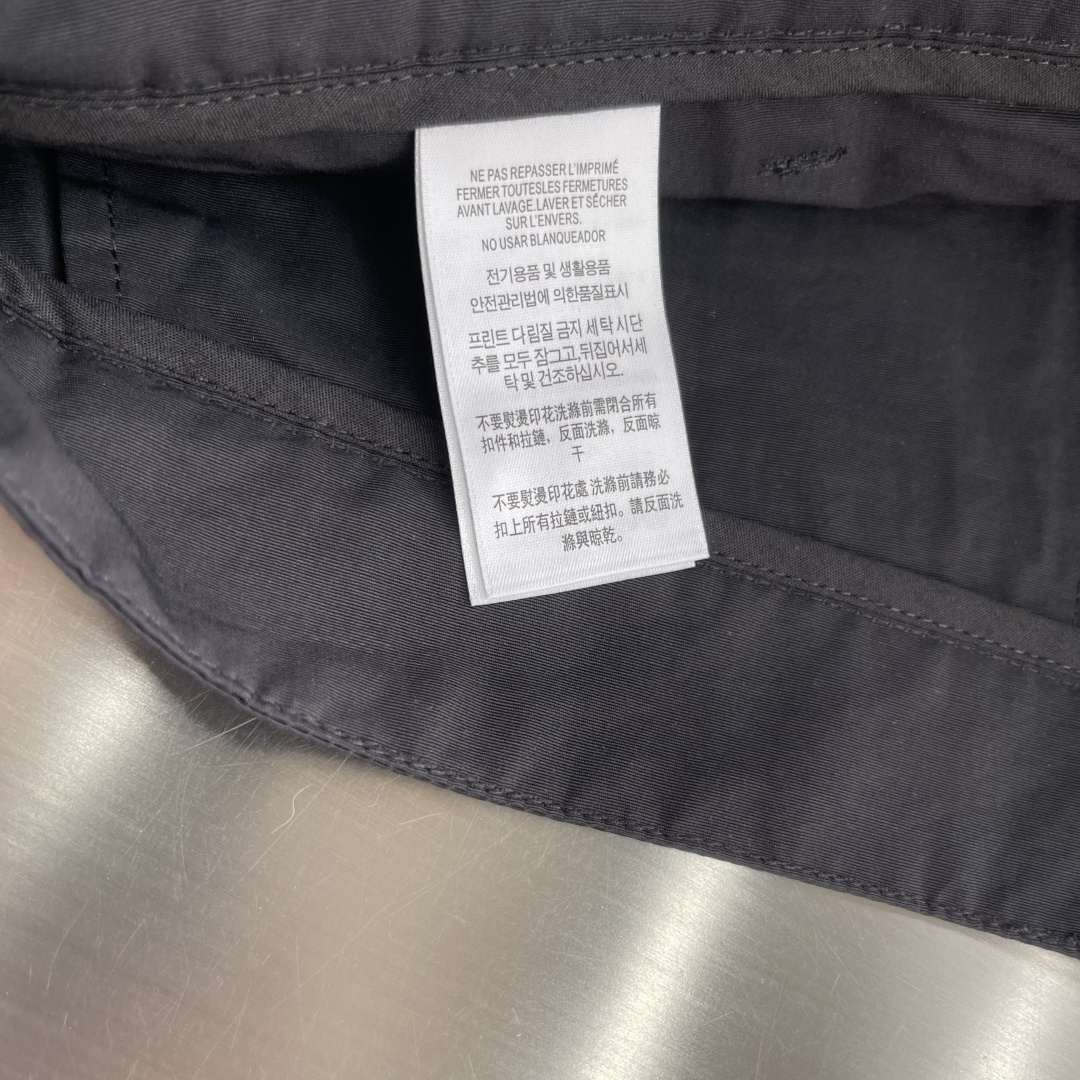 NE PAS REPASSER L'IMPRIMÉ
FERMER TOUTESLES FERMETURES
AVANT LAVAGE.LAVER ET SÉCHER
SUR L'ENVERS.
NO USAR BLANQUEADOR
전기용품 및 생활용품
안전관리법에 의한품질표시
프린트 다림질 금지 세탁 시 단
추를 모두 잠그고,뒤집어서세
탁 및 건조하십시오.
不要熨燙印花洗滌前需閉合所有
扣件和拉鏈，反面洗滌，反面晾
干
不要熨燙印花處 洗滌前請務必
扣上所有拉鏈或紐扣。請反面洗
滌與晾乾。